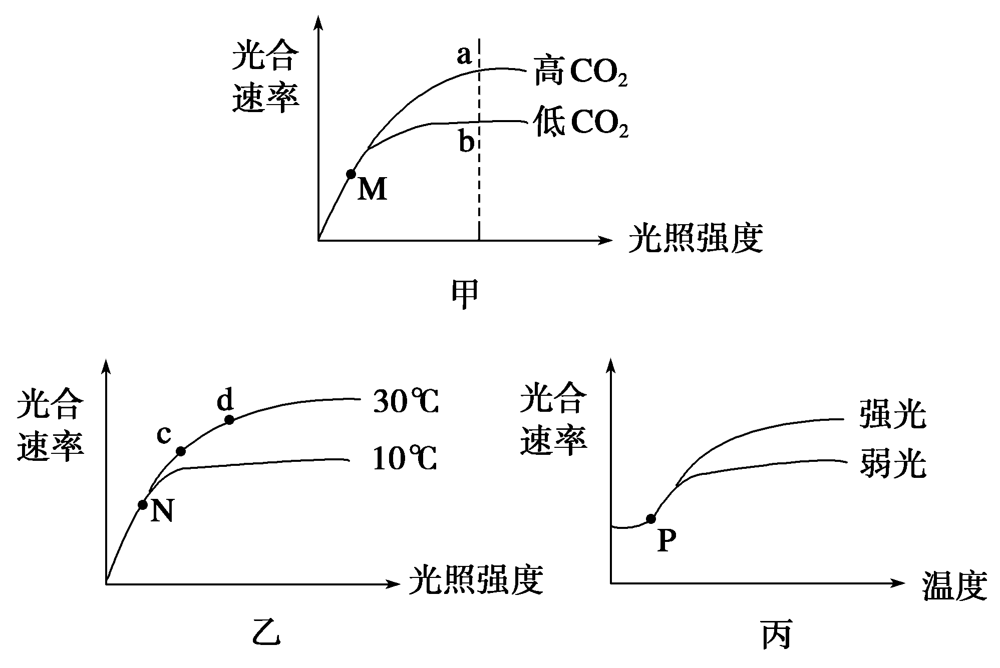 光合
速率
a
高CO₂
低CO₂
b
M
光照强度
甲
光合
速率
d
c
30℃
10℃
N
光照强度
乙
光合
速率
强光
弱光
P
温度
丙